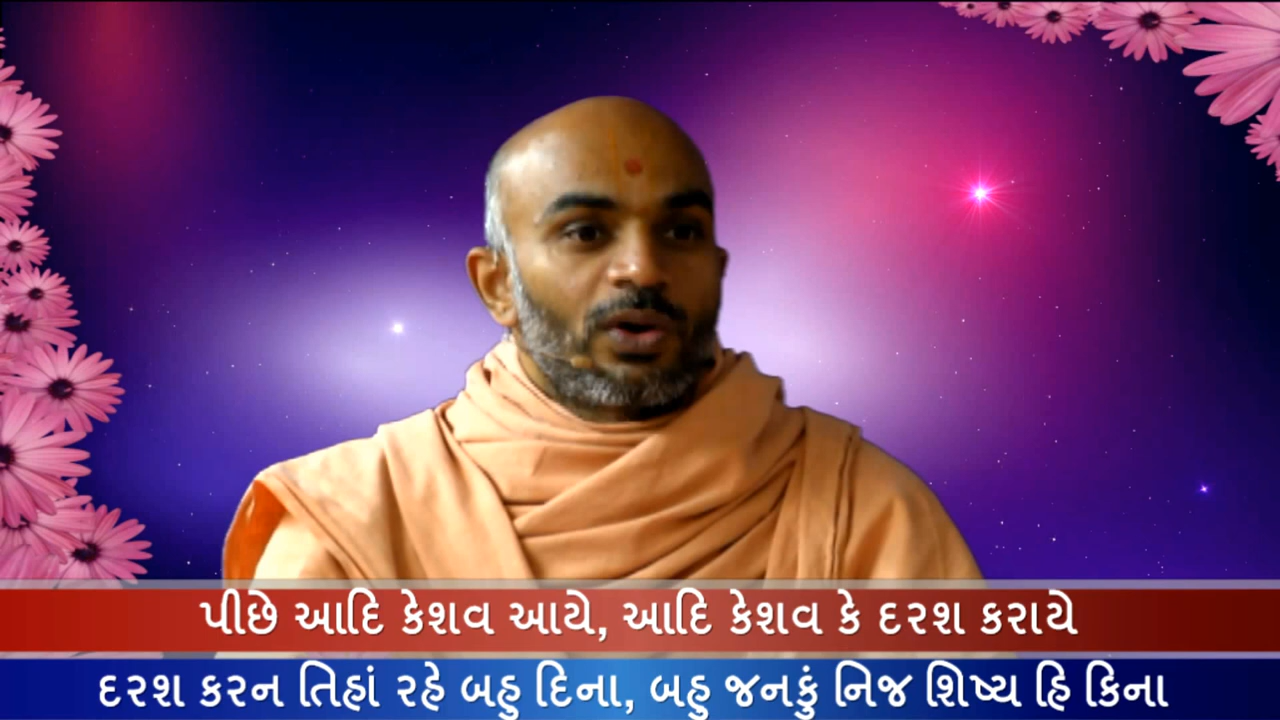 પીછે આદિ કેશવ આયે, આદિ કેશવ કે દરશ કરાયે
દરશ કરન તિહાં રહે બહુ દિના, બહુ જનકું નિજ શિષ્ય હિ કિના